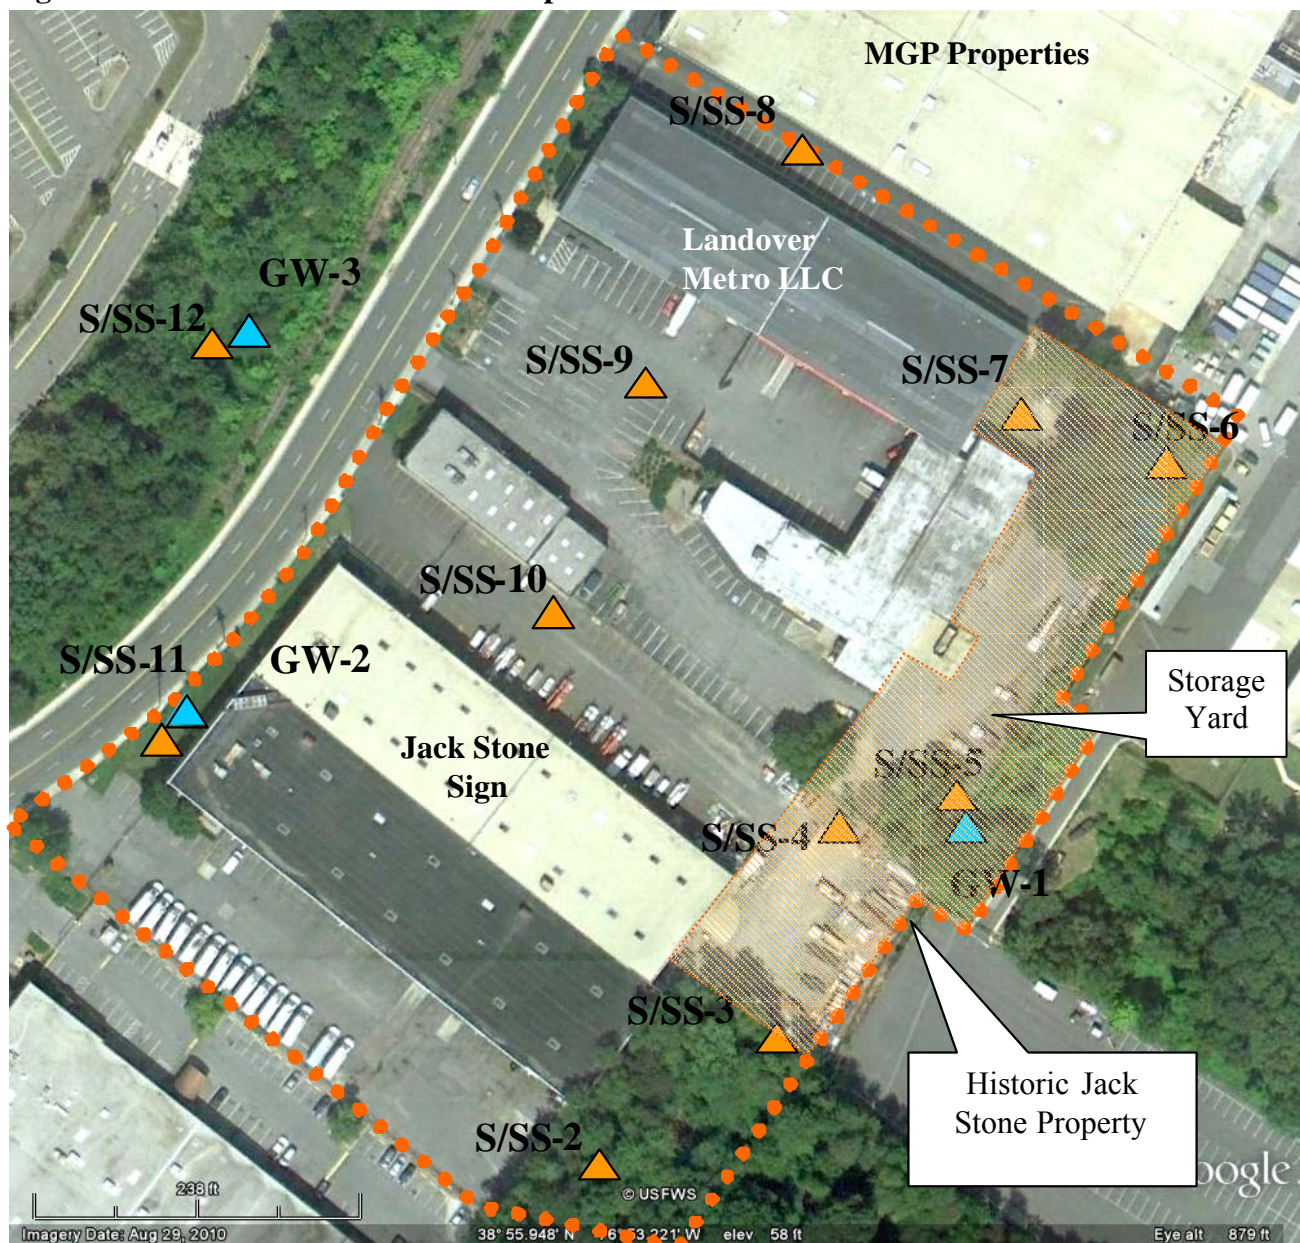 MGP Properties
S/SS-8
Landover
Metro LLC
GW-3
S/SS-12
S/SS-9
S/SS-7
S/SS-6
S/SS-10
S/SS-11
GW-2
Storage
Yard
Jack Stone
Sign
S/SS-5
S/SS-4
GW-1
S/SS-3
Historic Jack
Stone Property
S/SS-2
238 ft
© USFWS
oogle
Imagery Date: Aug 29, 2010
38° 55.948' N
53.221' W
elev 58 ft
Eye alt 879 ft